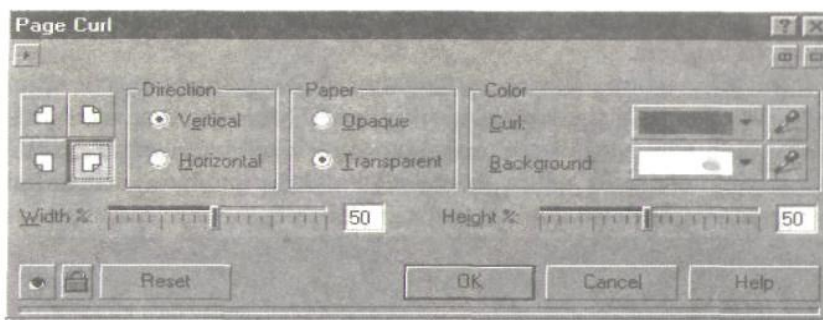 Page Curl
Direction
Vertical
Horizontal
Paper
Opaque
Transparent
Color
Curl:
Background:
Width %: 50
Height %: 50
Reset
OK
Cancel
Help